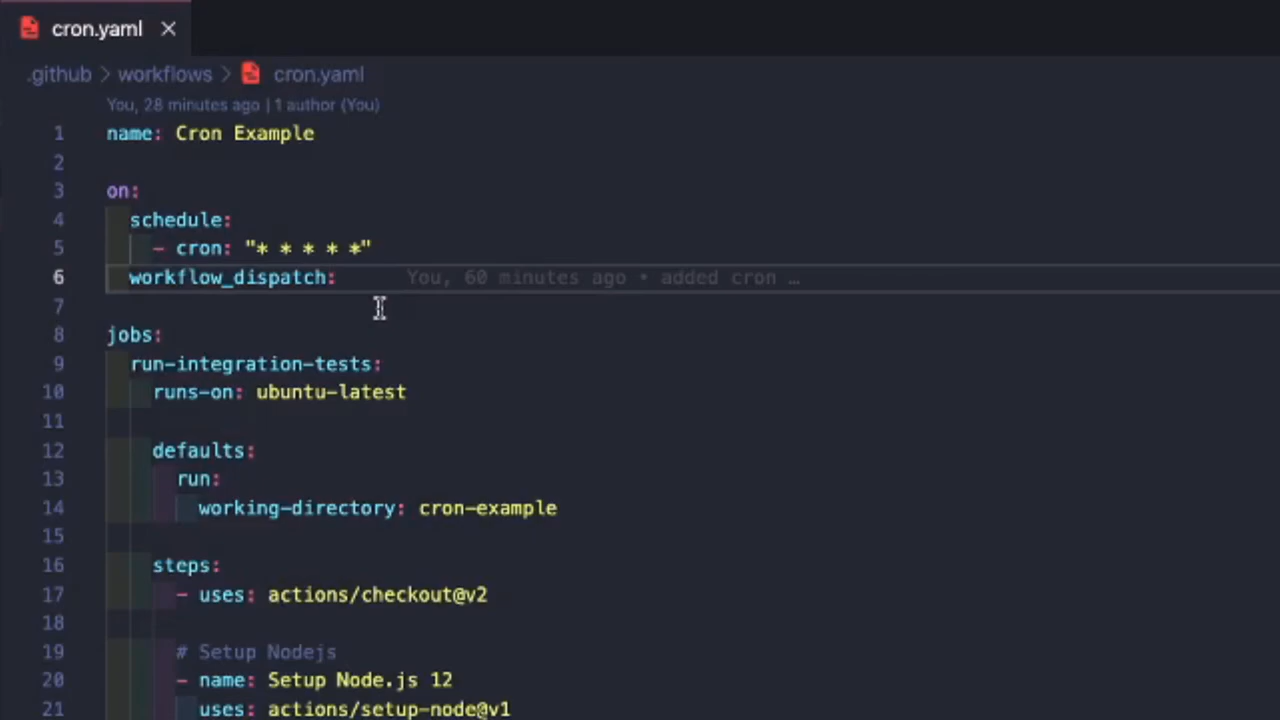 cron.yaml
.github > workflows > cron.yaml
You, 28 minutes ago | 1 author (You)
1 name: Cron Example
2
3 on:
4 schedule:
5 - cron: "* * * * *"
6 workflow_dispatch: You, 60 minutes ago • added cron …
7
8 jobs:
9 run-integration-tests:
10 runs-on: ubuntu-latest
11
12 defaults:
13 run:
14 working-directory: cron-example
15
16 steps:
17 - uses: actions/checkout@v2
18
19 # Setup Nodejs
20 - name: Setup Node.js 12
21 uses: actions/setup-node@v1